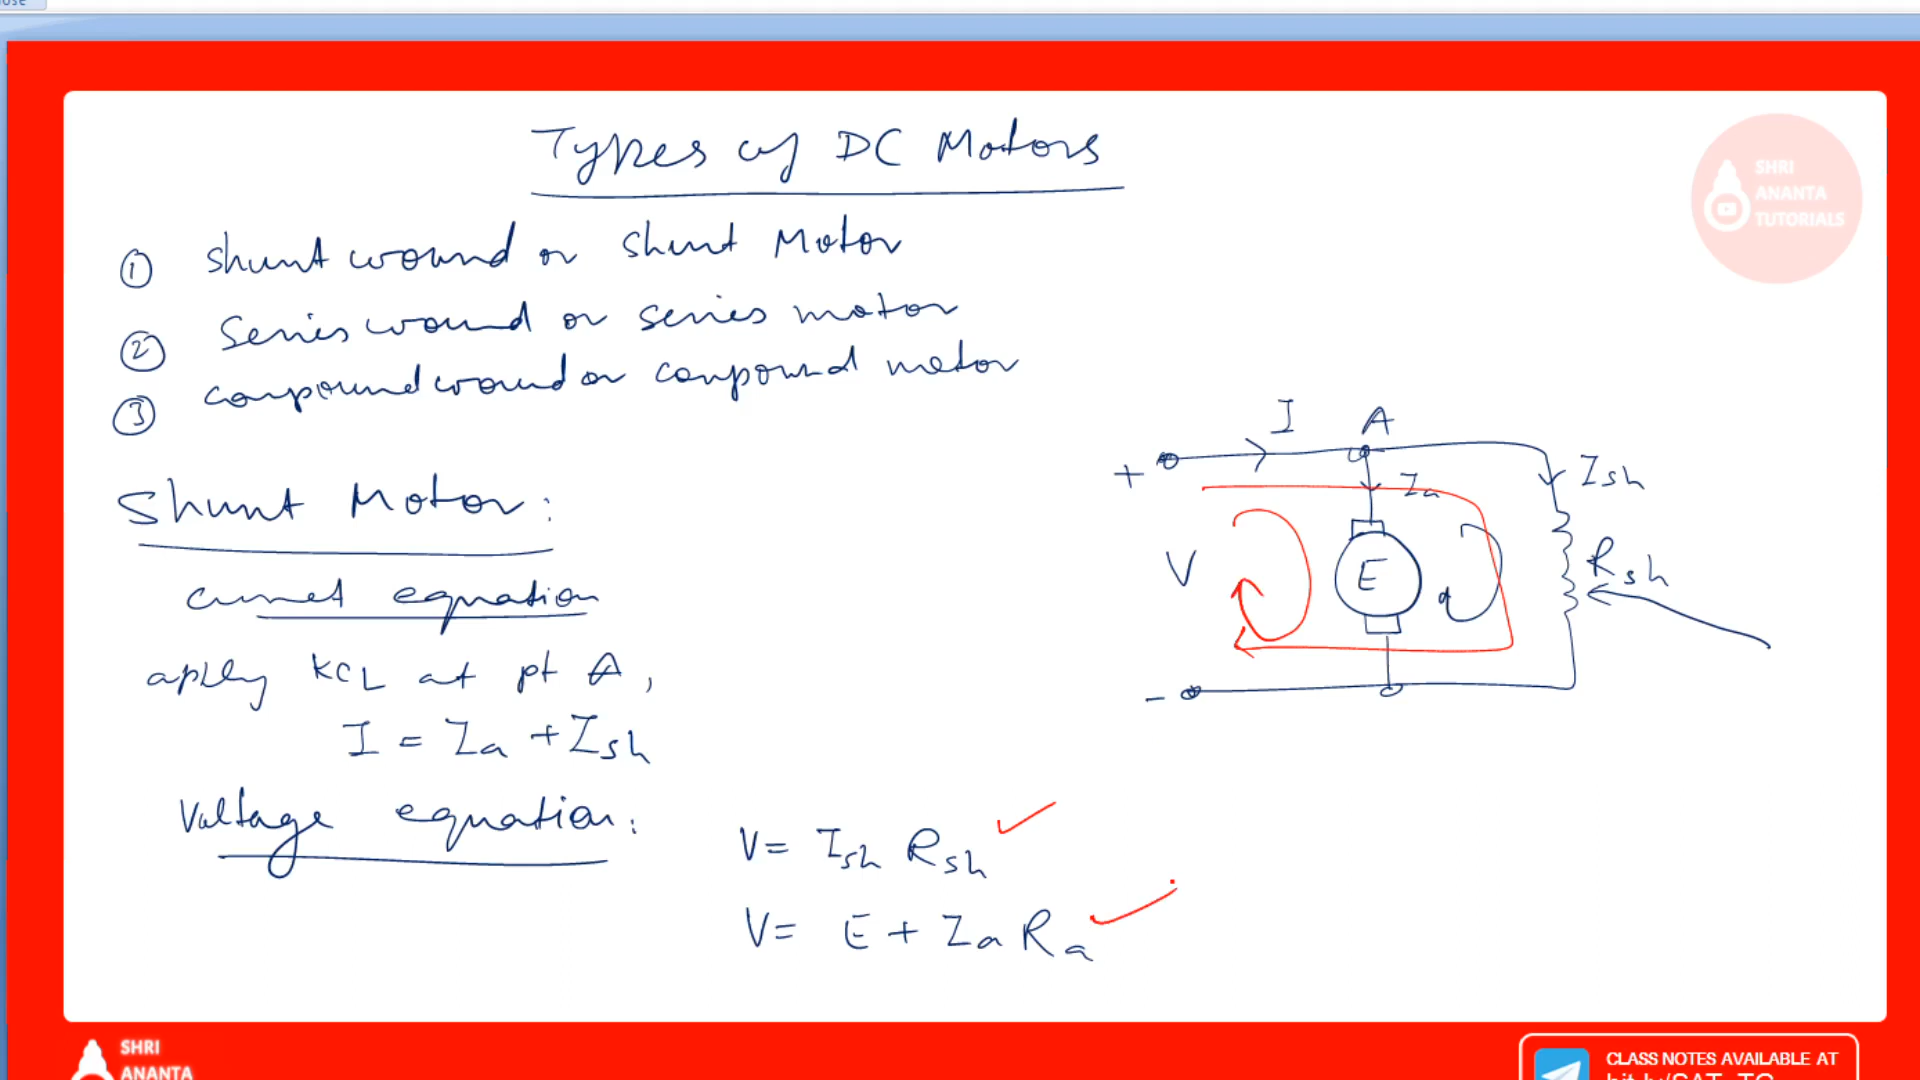 Types of DC Motors
SHRI
ANANTA
TUTORIALS
① Shunt wound or Shunt Motor
② Series wound or series motor
③ compound wound or compound motor
I A
+ Ia Ish
Shunt Motor:
V E Rsh
current equation
apply KCL at pt A,
-
I = Ia + Ish
Voltage equation:
V = Ish Rsh
V = E + Ia Ra
SHRI
ANANTA
CLASS NOTES AVAILABLE AT